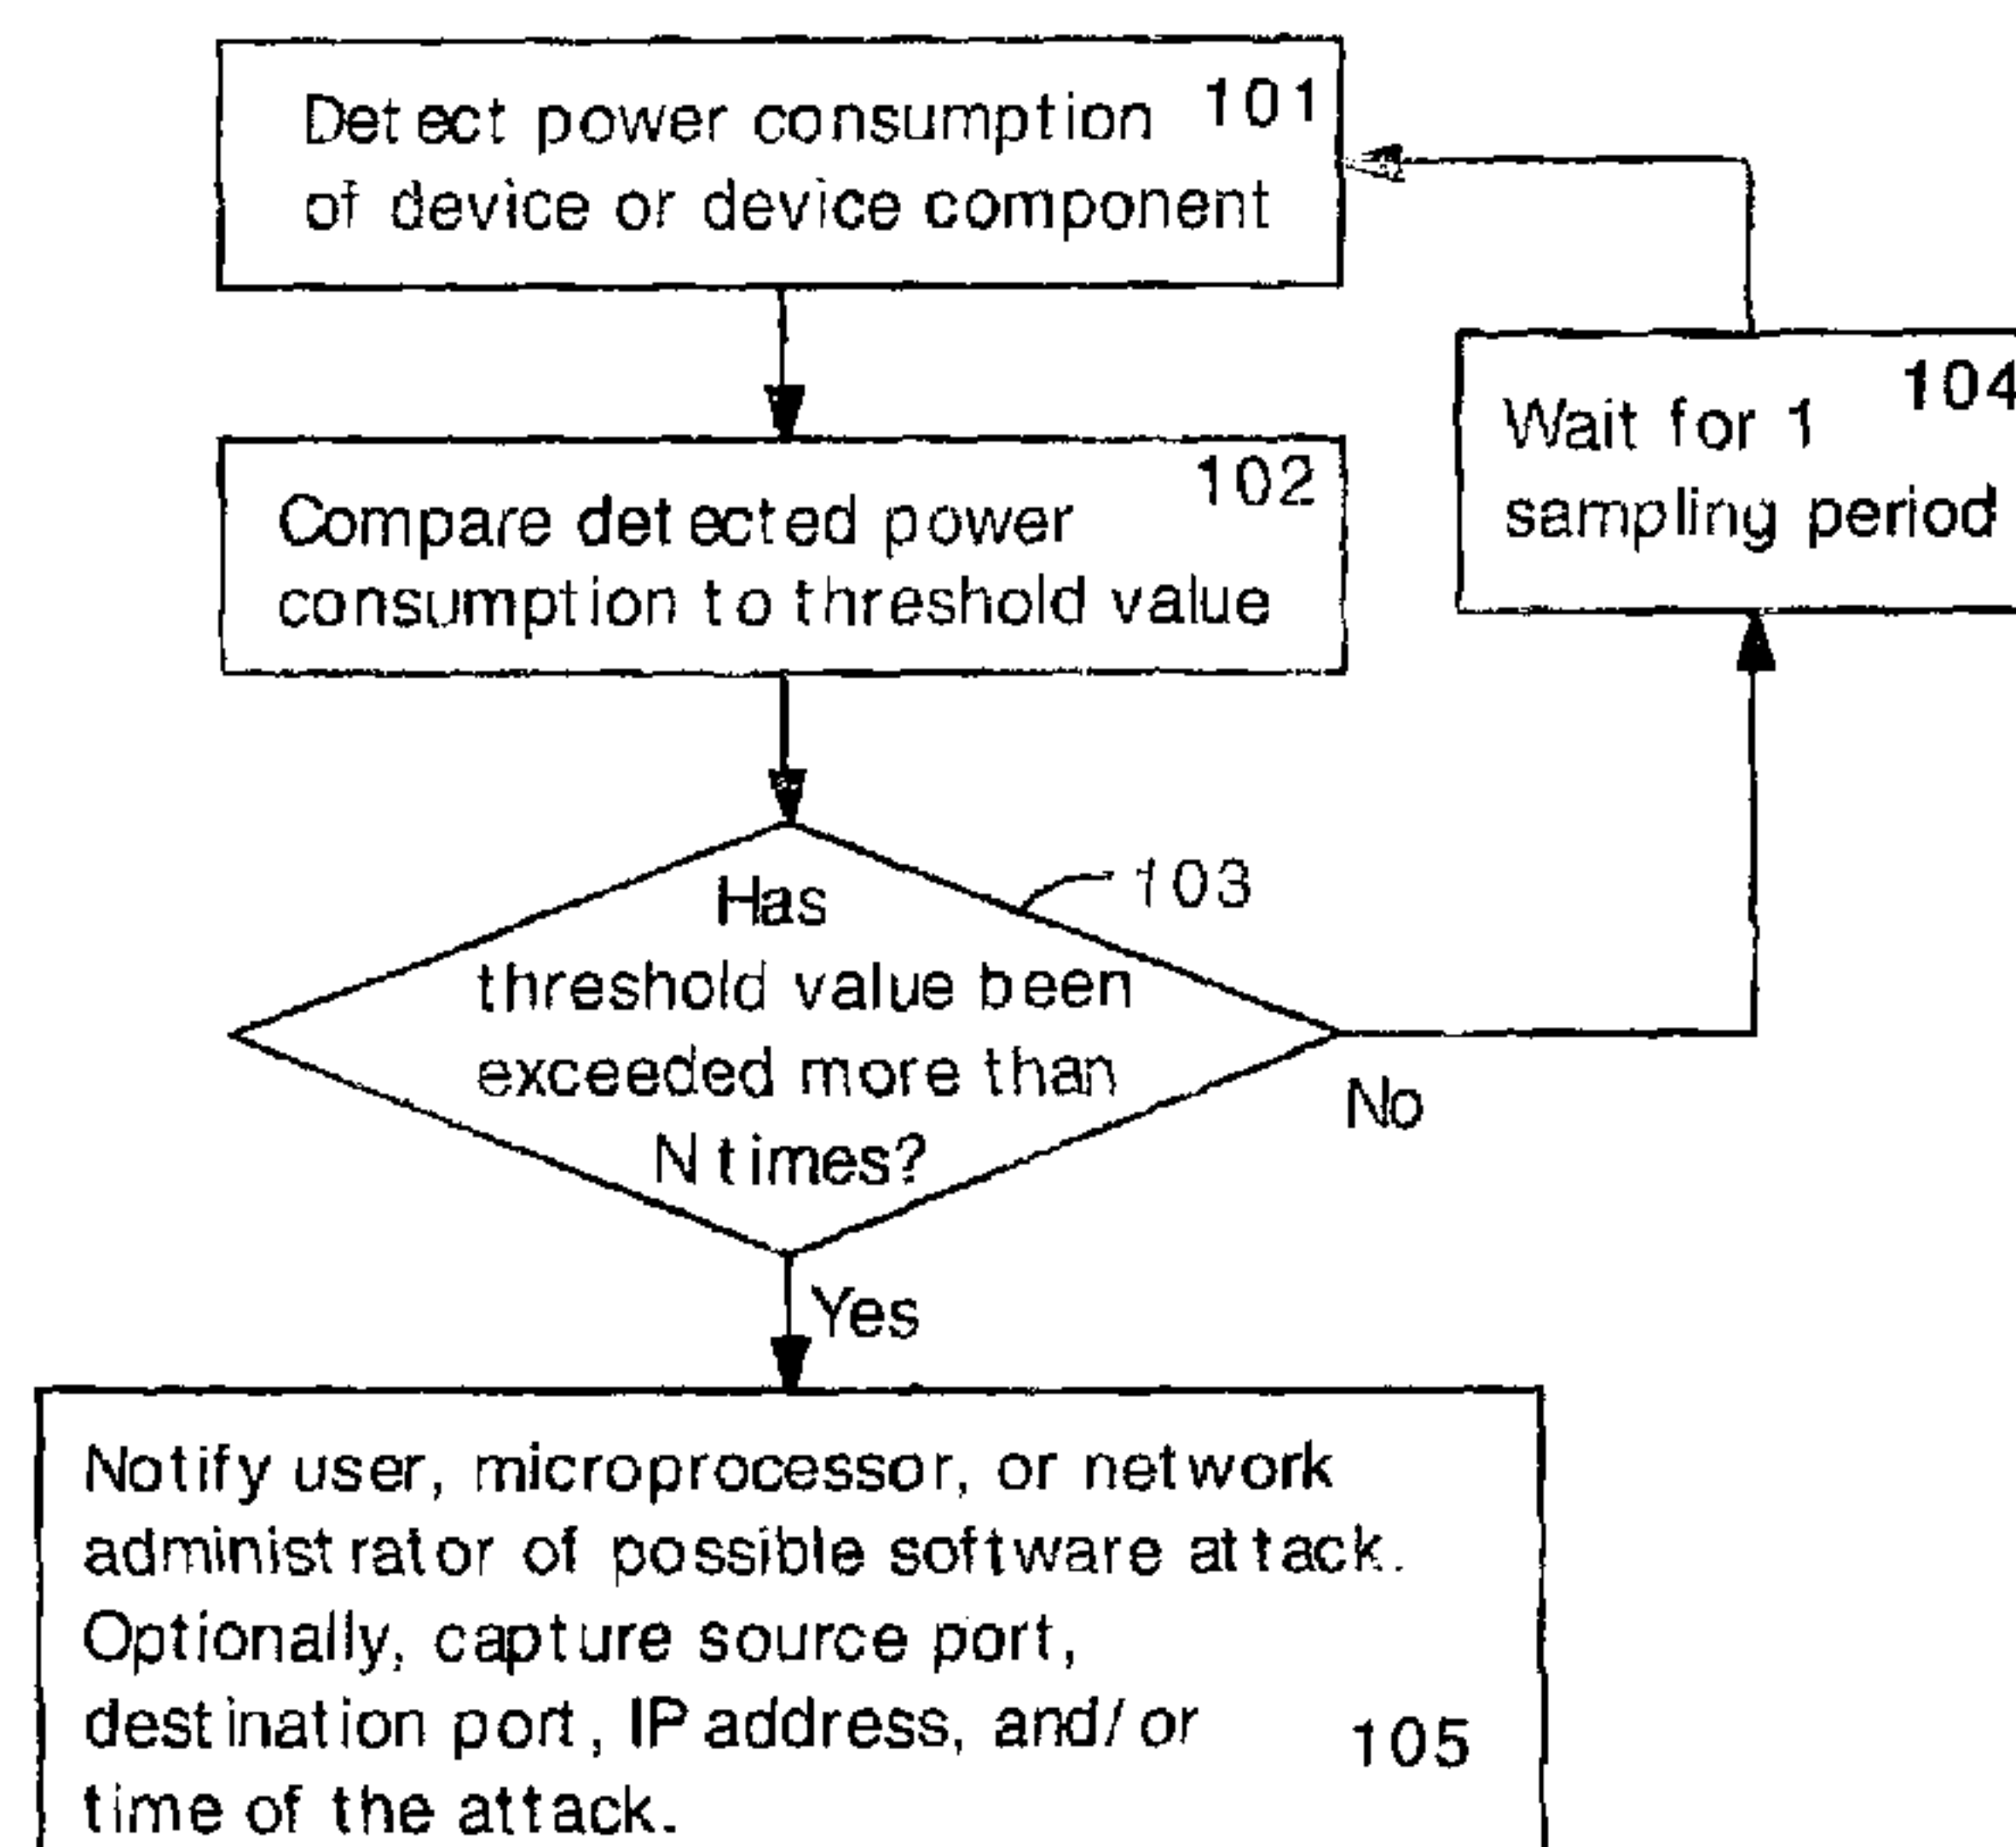 Detect power consumption 101
of device or device component
Compare detected power 102
consumption to threshold value
Has
threshold value been
exceeded more than
N times?
103
No
Wait for 1 104
sampling period
Yes
Notify user, microprocessor, or network
administrator of possible software attack.
Optionally, capture source port,
destination port, IP address, and/or 105
time of the attack.